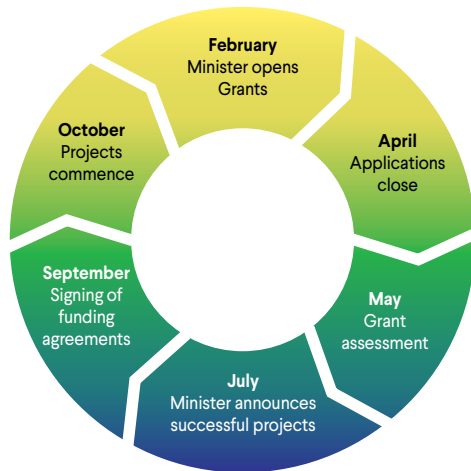 February
Minister opens
Grants
April
Applications
close
May
Grant
assessment
July
Minister announces
successful projects
September
Signing of
funding
agreements
October
Projects
commence